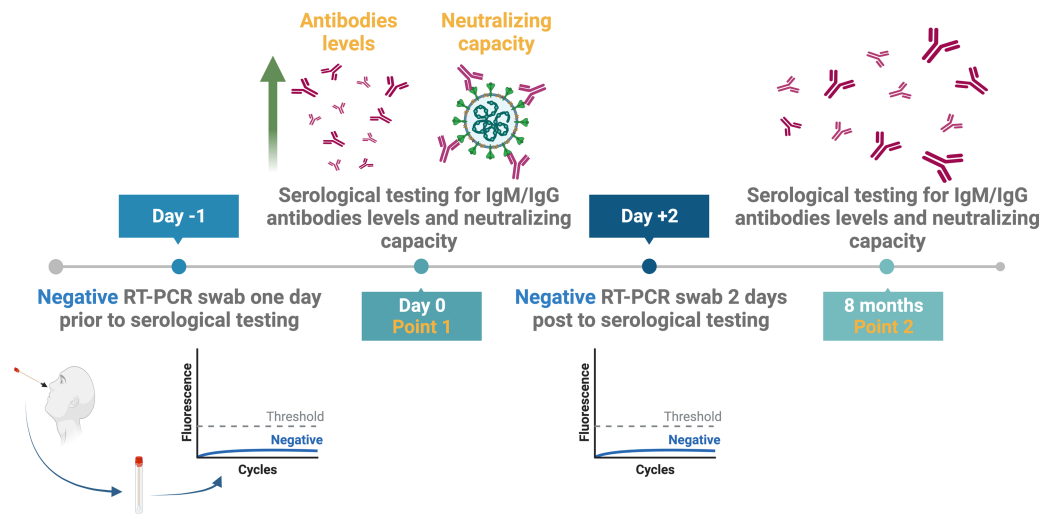 Antibodies
levels
Neutralizing
capacity
Day -1
Serological testing for IgM/IgG
antibodies levels and neutralizing
capacity
Day +2
Serological testing for IgM/IgG
antibodies levels and neutralizing
capacity
Negative RT-PCR swab one day
prior to serological testing
Day 0
Point 1
Negative RT-PCR swab 2 days
post to serological testing
8 months
Point 2
Fluorescence
Threshold
Negative
Cycles
Fluorescence
Threshold
Negative
Cycles